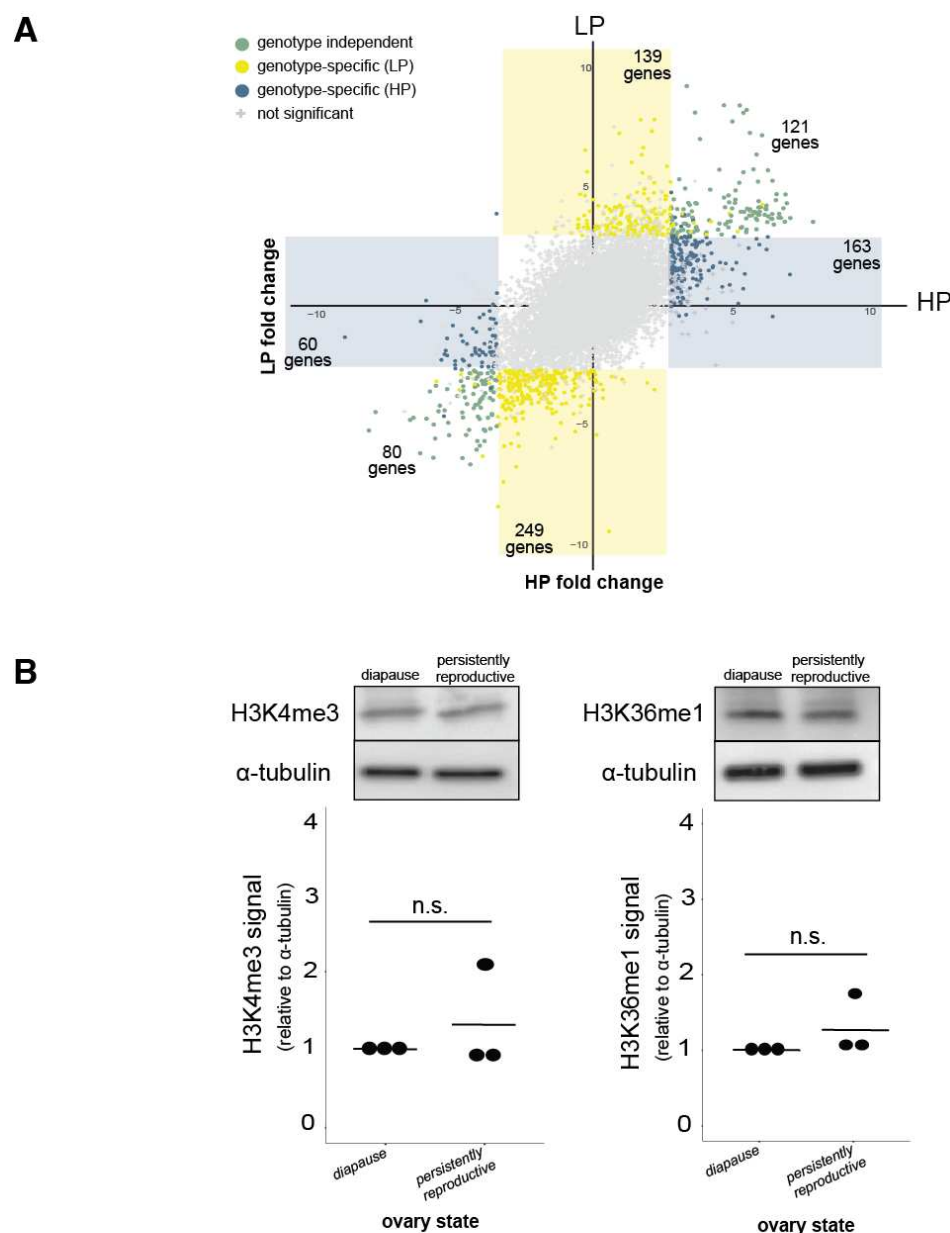 A
LP
genotype independent
genotype-specific (LP)
genotype-specific (HP)
not significant
139
genes
121
genes
163
genes
HP
LP fold change
60
genes
80
genes
249
genes
HP fold change
10
5
−5
−10
−10
−5
5
10
B
diapause
persistently
reproductive
H3K4me3
α-tubulin
diapause
persistently
reproductive
H3K36me1
α-tubulin
H3K4me3 signal
(relative to α-tubulin)
4
3
2
1
0
n.s.
diapause
persistently
reproductive
ovary state
H3K36me1 signal
(relative to α-tubulin)
4
3
2
1
0
n.s.
diapause
persistently
reproductive
ovary state